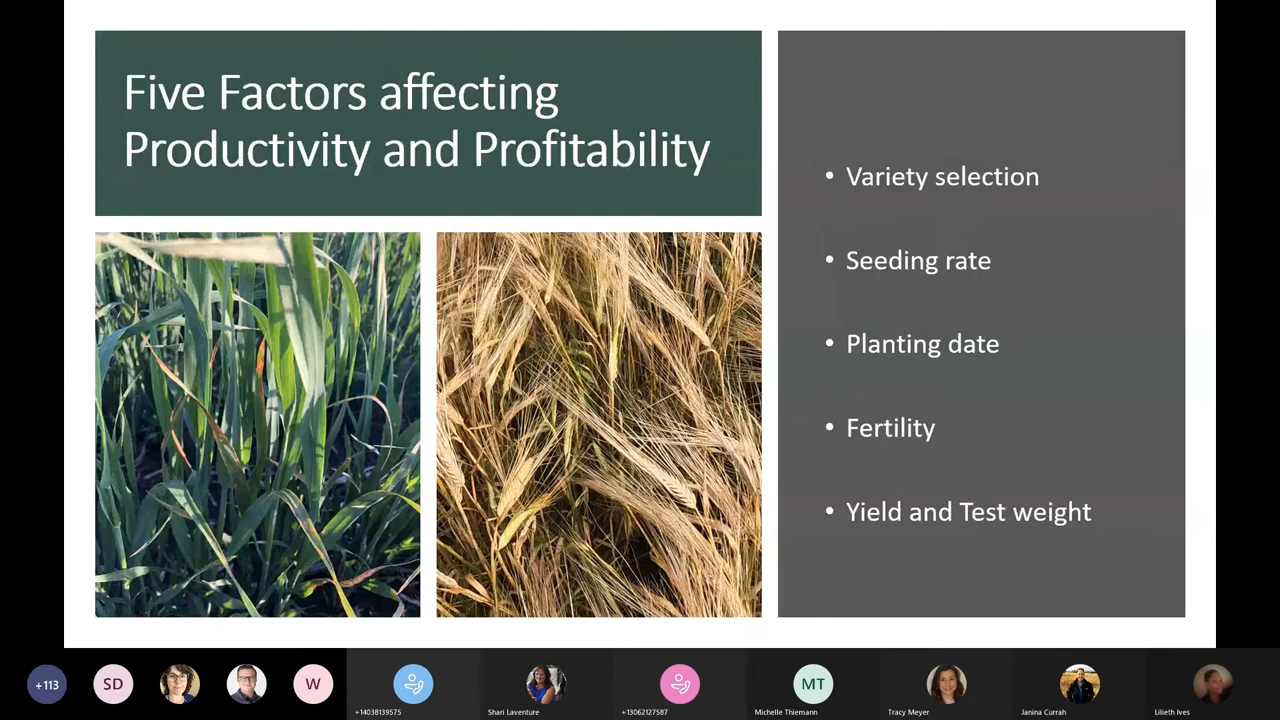 Five Factors affecting
Productivity and Profitability
• Variety selection
• Seeding rate
• Planting date
• Fertility
• Yield and Test weight
+113
SD
W
MT
+14038139575
Shari Laventure
+13062127587
Michelle Thiemann
Tracy Meyer
Janina Currah
Lilieth Ives